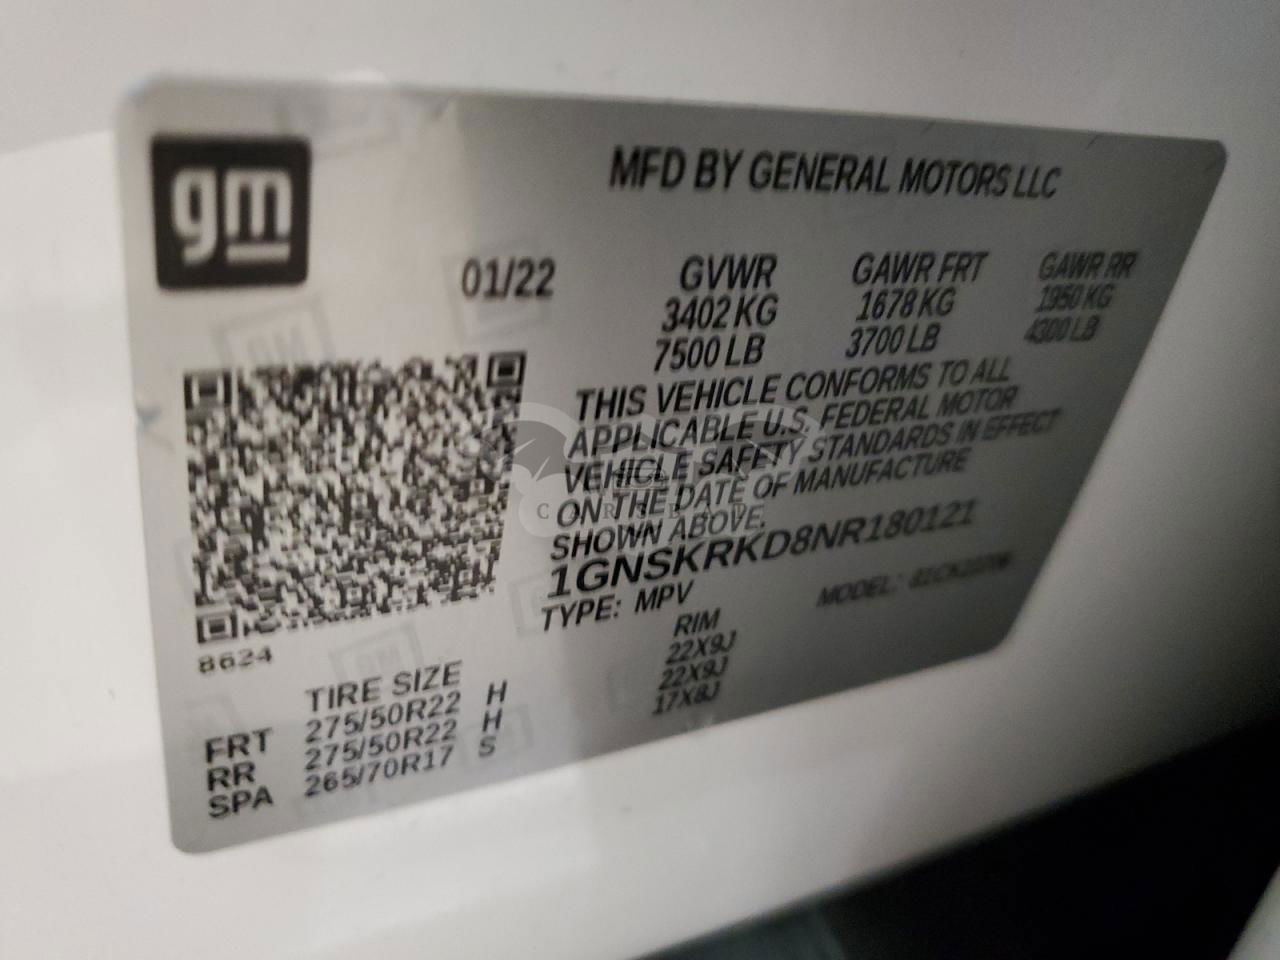 gm
MFD BY GENERAL MOTORS LLC
01/22 GVWR GAWR FRT GAWR RR
3402 KG 1678 KG 1950 KG
7500 LB 3700 LB 4300 LB
THIS VEHICLE CONFORMS TO ALL
APPLICABLE U.S. FEDERAL MOTOR
VEHICLE SAFETY STANDARDS IN EFFECT
ON THE DATE OF MANUFACTURE
SHOWN ABOVE.
1GNSKRKD8NR180121
TYPE: MPV MODEL:
8624
TIRE SIZE RIM
FRT 275/50R22 H 22X9J
RR 275/50R22 H 22X9J
SPA 265/70R17 S 17X8J